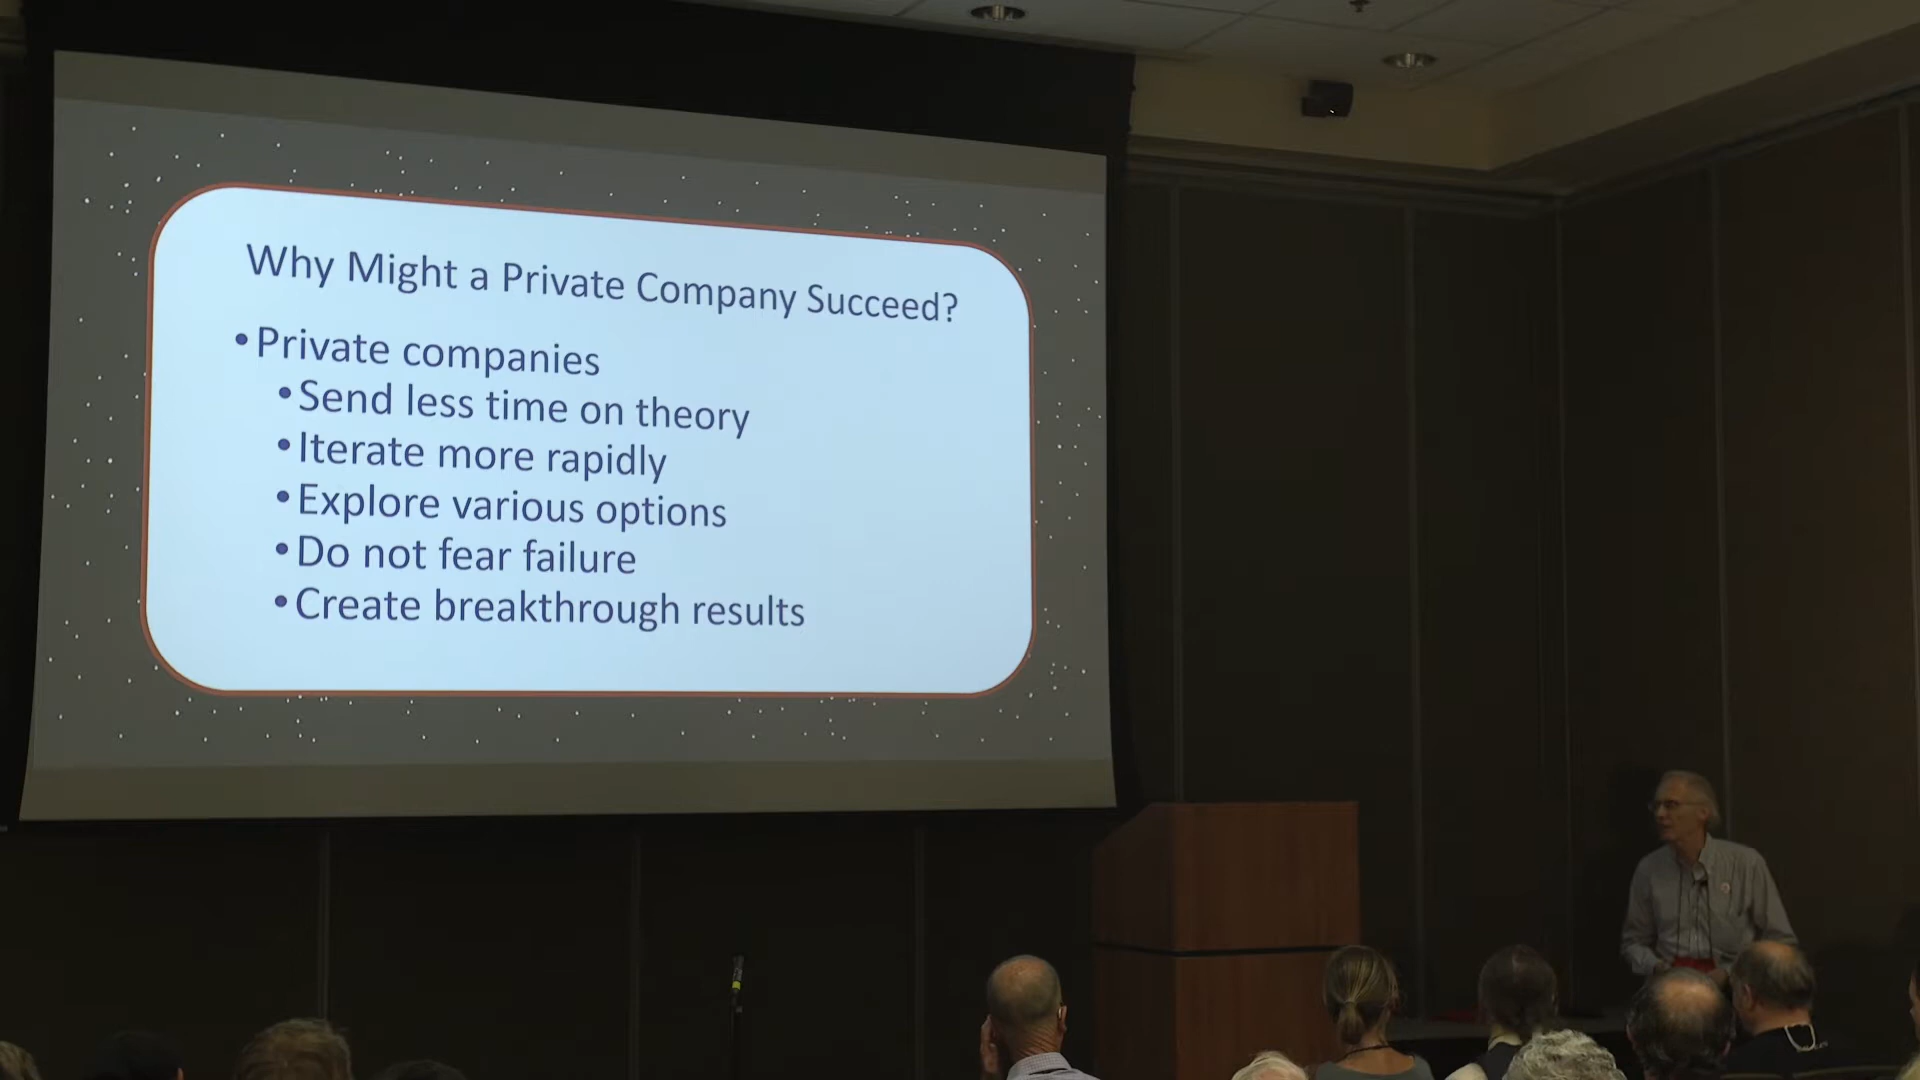 Why Might a Private Company Succeed?
•Private companies
•Send less time on theory
•Iterate more rapidly
•Explore various options
•Do not fear failure
•Create breakthrough results